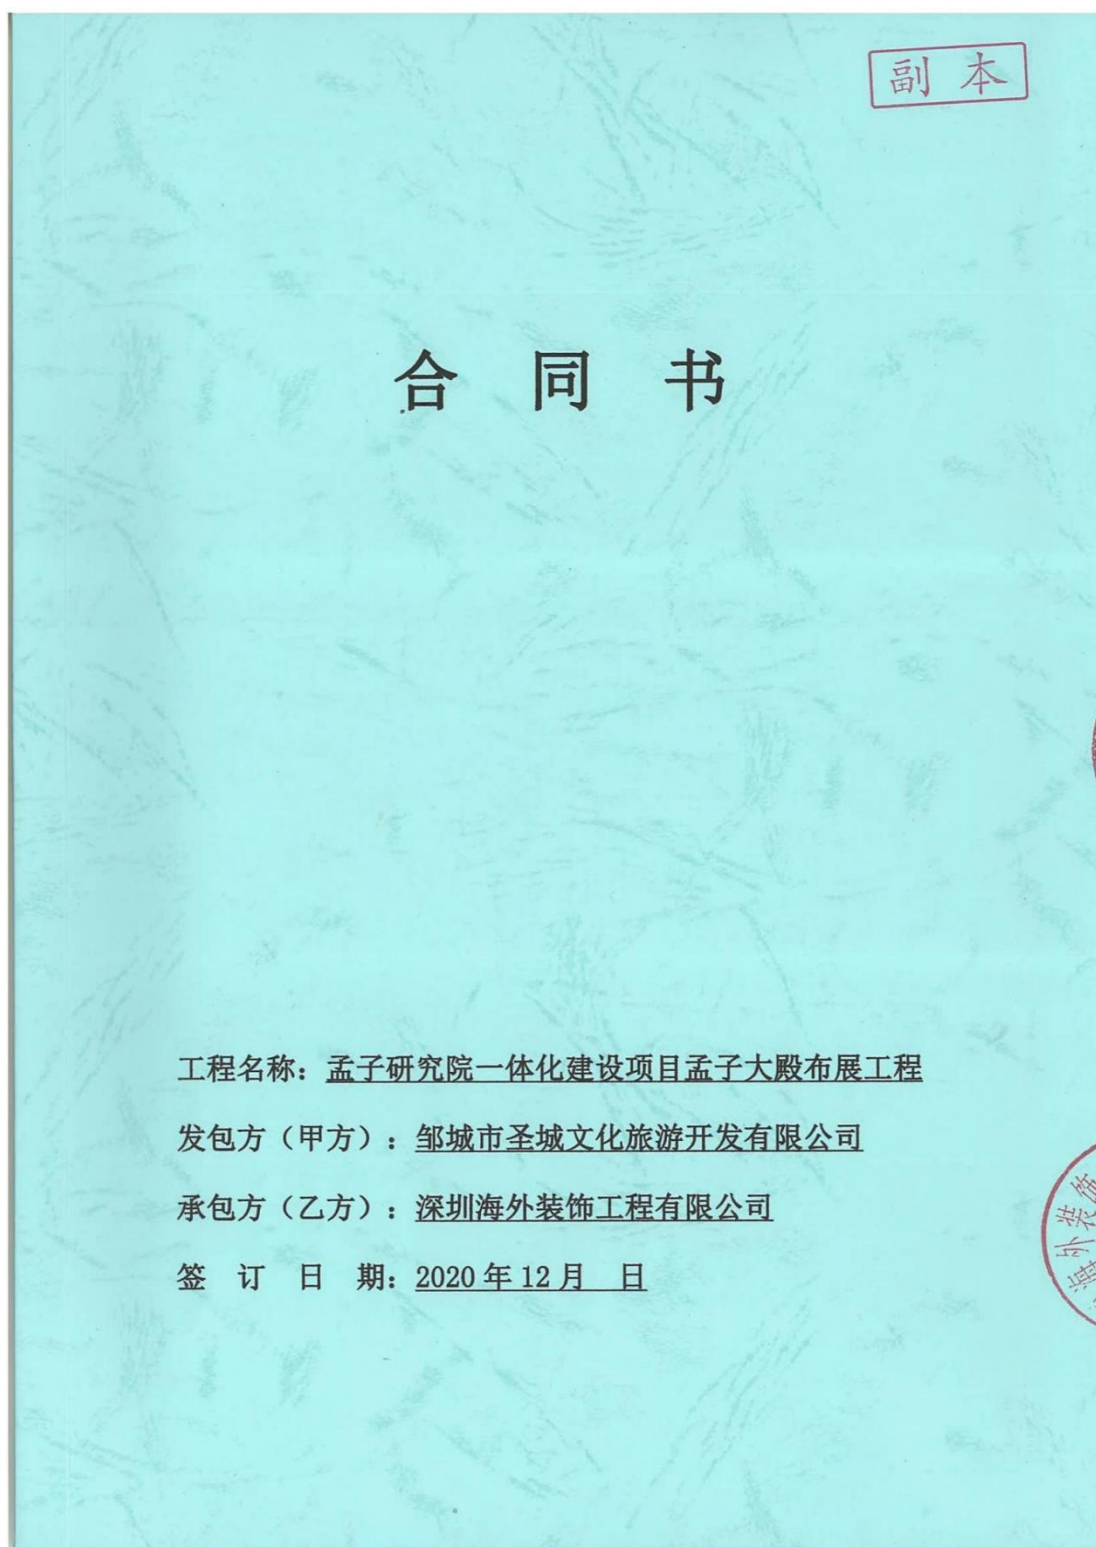 副 本
合 同 书
工程名称：孟子研究院一体化建设项目孟子大殿布展工程
发包方（甲方）：邹城市圣城文化旅游开发有限公司
承包方（乙方）：深圳海外装饰工程有限公司
签 订 日 期：2020年12月 日
海外装饰